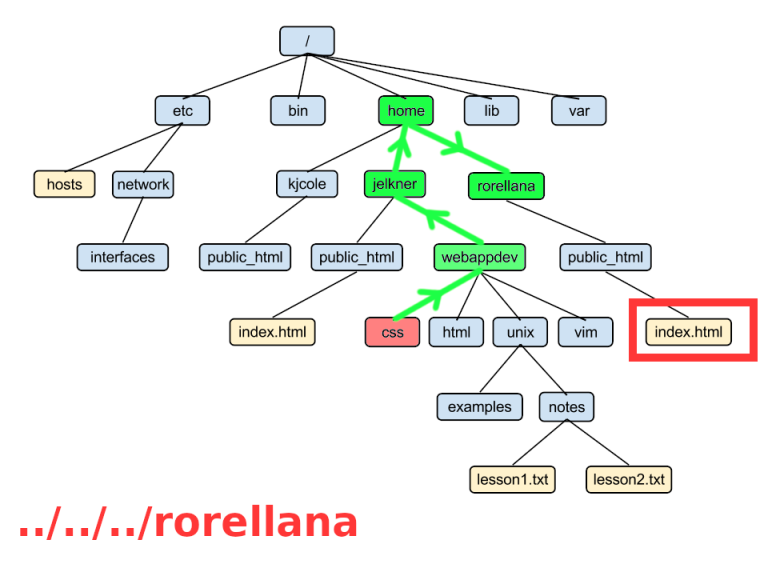 /
etc bin home lib var
hosts network kjcole jelkner rorellana
interfaces public_html public_html webappdev public_html
index.html css html unix vim index.html
examples notes
lesson1.txt lesson2.txt
../../../rorellana